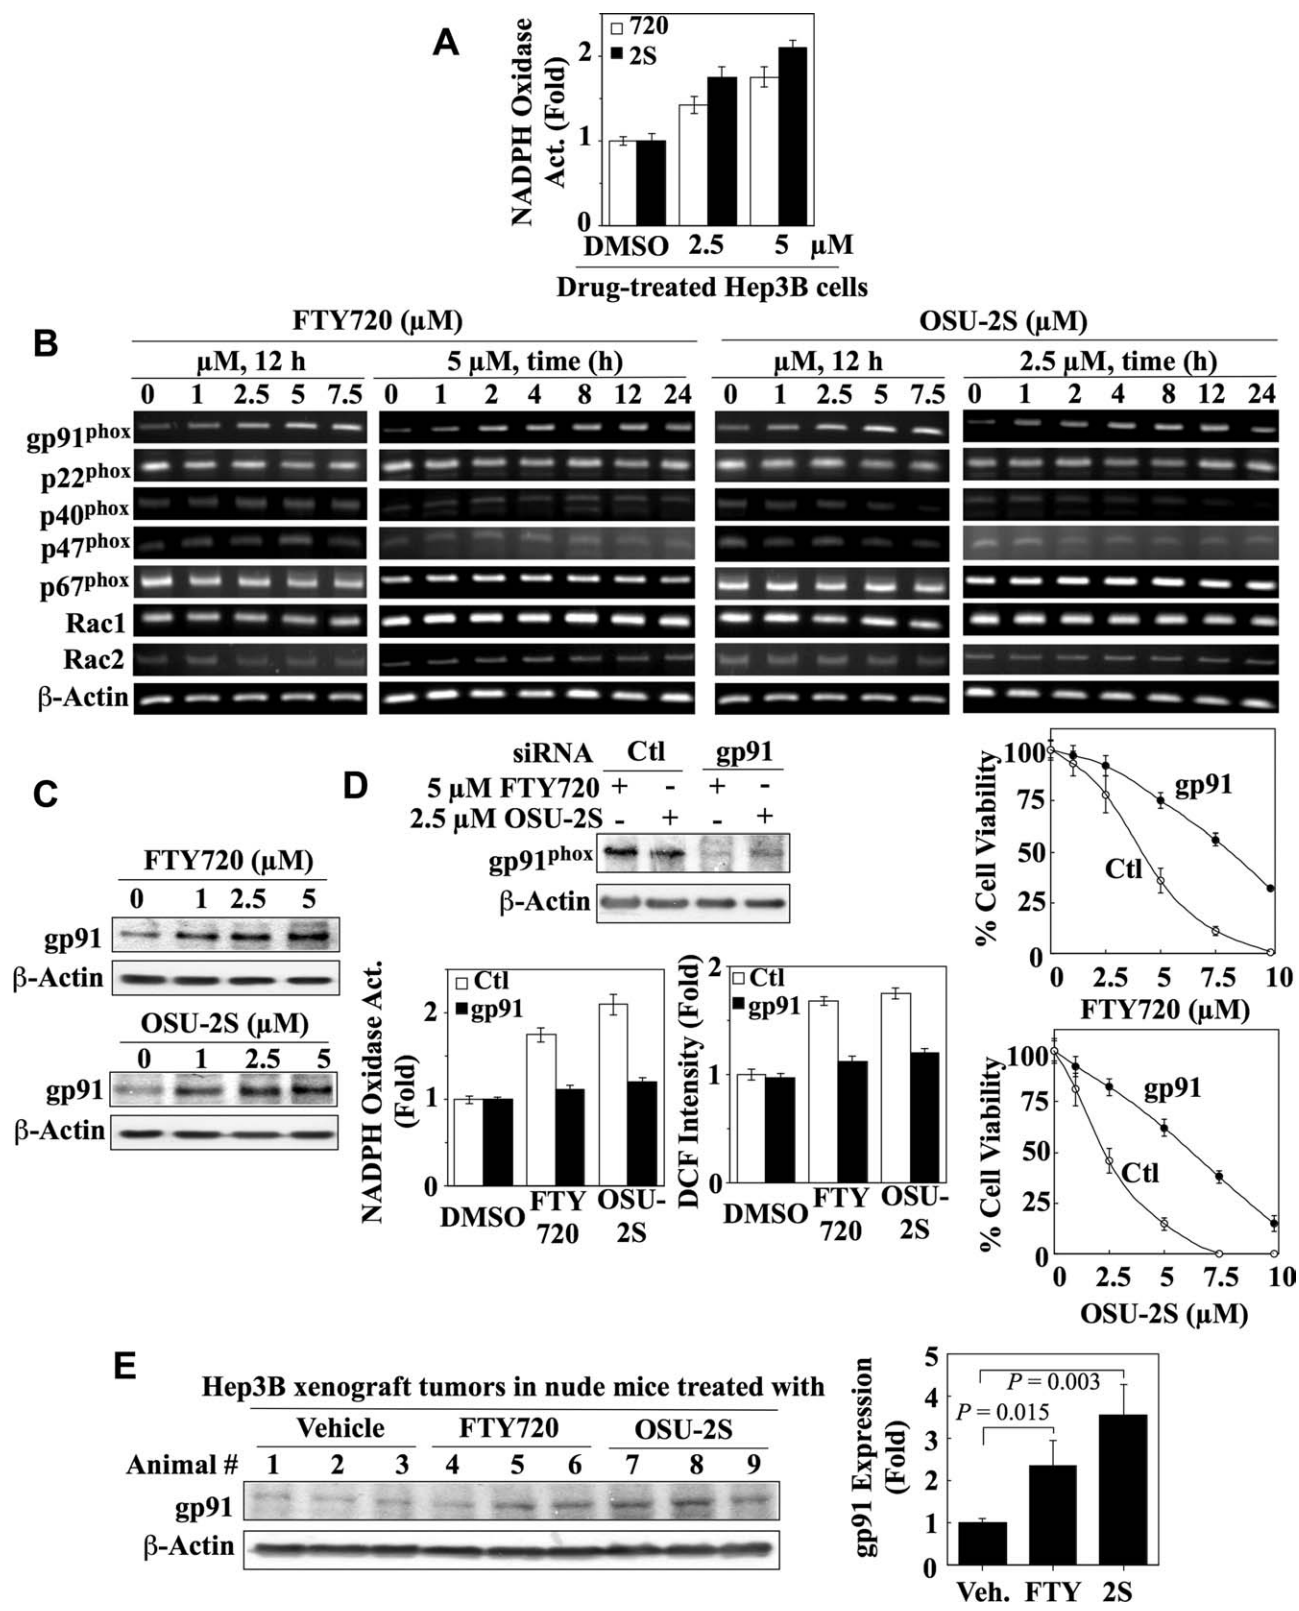 A
NADPH Oxidase
Act. (Fold)
2
1
0
720
2S
DMSO 2.5 5 µM
Drug-treated Hep3B cells
B
FTY720 (µM)
OSU-2S (µM)
µM, 12 h
5 µM, time (h)
µM, 12 h
2.5 µM, time (h)
0 1 2.5 5 7.5
0 1 2 4 8 12 24
0 1 2.5 5 7.5
0 1 2 4 8 12 24
gp91phox
p22phox
p40phox
p47phox
p67phox
Rac1
Rac2
β-Actin
C
FTY720 (µM)
0 1 2.5 5
gp91
β-Actin
OSU-2S (µM)
0 1 2.5 5
gp91
β-Actin
D
siRNA Ctl gp91
5 µM FTY720 + - + -
2.5 µM OSU-2S - + - +
gp91phox
β-Actin
NADPH Oxidase Act.
(Fold)
2
1
0
Ctl
gp91
DMSO FTY 720 OSU-2S
DCF Intensity (Fold)
2
1
0
Ctl
gp91
DMSO FTY 720 OSU-2S
% Cell Viability
100
75
50
25
0
gp91
Ctl
0 2.5 5 7.5 10
FTY720 (µM)
% Cell Viability
100
75
50
25
0
gp91
Ctl
0 2.5 5 7.5 10
OSU-2S (µM)
E
Hep3B xenograft tumors in nude mice treated with
Vehicle FTY720 OSU-2S
Animal # 1 2 3 4 5 6 7 8 9
gp91
β-Actin
gp91 Expression
(Fold)
5
4
3
2
1
0
P = 0.003
P = 0.015
Veh. FTY 2S